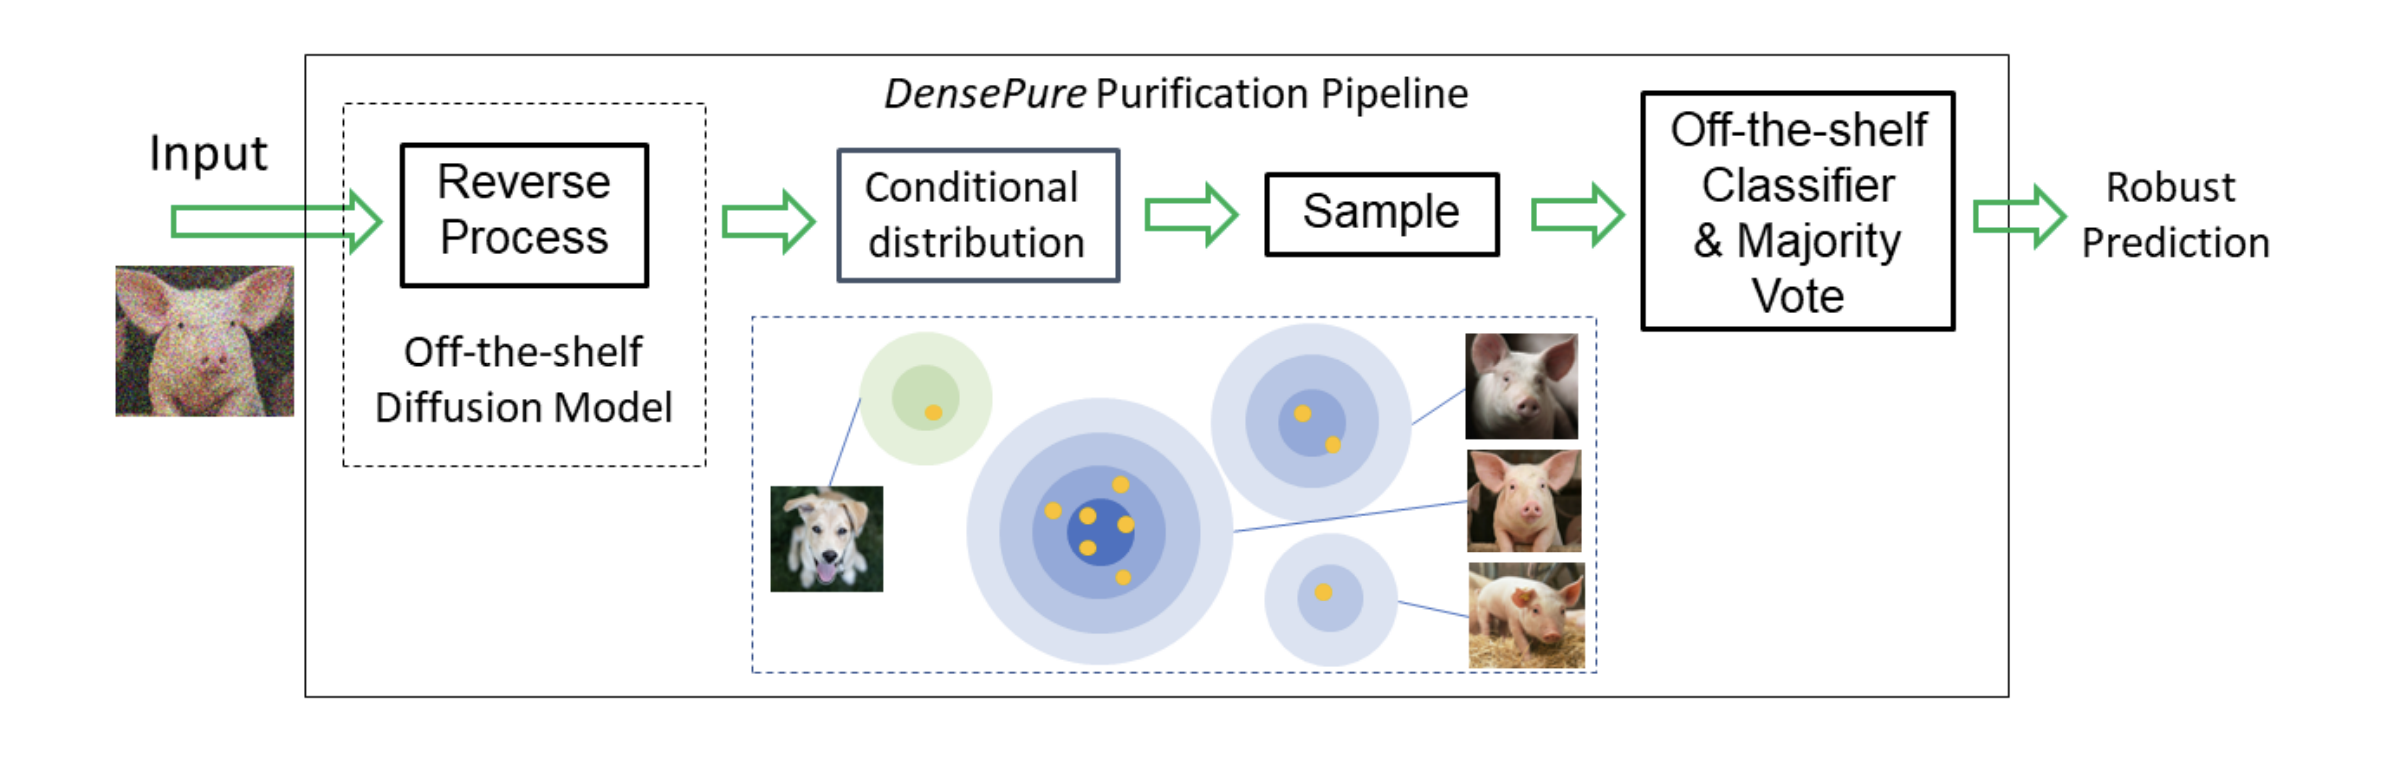 DensePure Purification Pipeline
Input
Reverse
Process
Off-the-shelf
Diffusion Model
Conditional
distribution
Sample
Off-the-shelf
Classifier
& Majority
Vote
Robust
Prediction